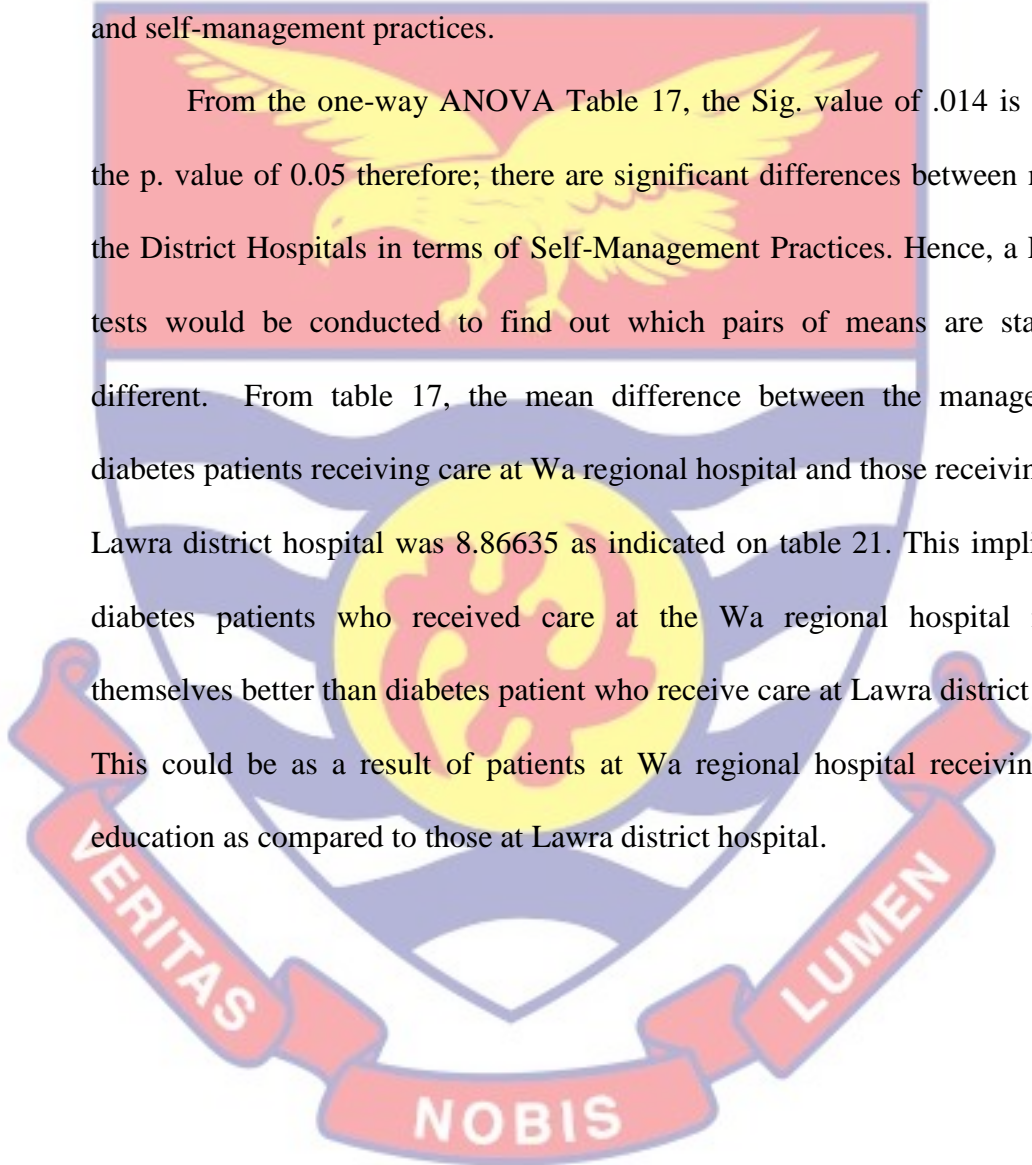 and self-management practices.
From the one-way ANOVA Table 17, the Sig. value of .014 is
the p. value of 0.05 therefore; there are significant differences between
the District Hospitals in terms of Self-Management Practices. Hence, a
tests would be conducted to find out which pairs of means are
different. From table 17, the mean difference between the
diabetes patients receiving care at Wa regional hospital and those
Lawra district hospital was 8.86635 as indicated on table 21. This
diabetes patients who received care at the Wa regional hospital
themselves better than diabetes patient who receive care at Lawra district
This could be as a result of patients at Wa regional hospital
education as compared to those at Lawra district hospital.
VERITAS
NOBIS
LUMEN